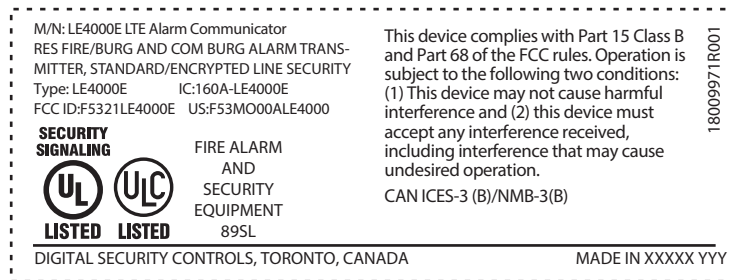 M/N: LE4000E LTE Alarm Communicator
RES FIRE/BURG AND COM BURG ALARM TRANS-
MITTER, STANDARD/ENCRYPTED LINE SECURITY
Type: LE4000E IC:160A-LE4000E
FCC ID:F5321LE4000E US:F53MO00ALE4000
SECURITY
SIGNALING
UL
ULC
LISTED LISTED
FIRE ALARM
AND
SECURITY
EQUIPMENT
89SL
This device complies with Part 15 Class B
and Part 68 of the FCC rules. Operation is
subject to the following two conditions:
(1) This device may not cause harmful
interference and (2) this device must
accept any interference received,
including interference that may cause
undesired operation.
CAN ICES-3 (B)/NMB-3(B)
18009971R001
DIGITAL SECURITY CONTROLS, TORONTO, CANADA MADE IN XXXXX YYY